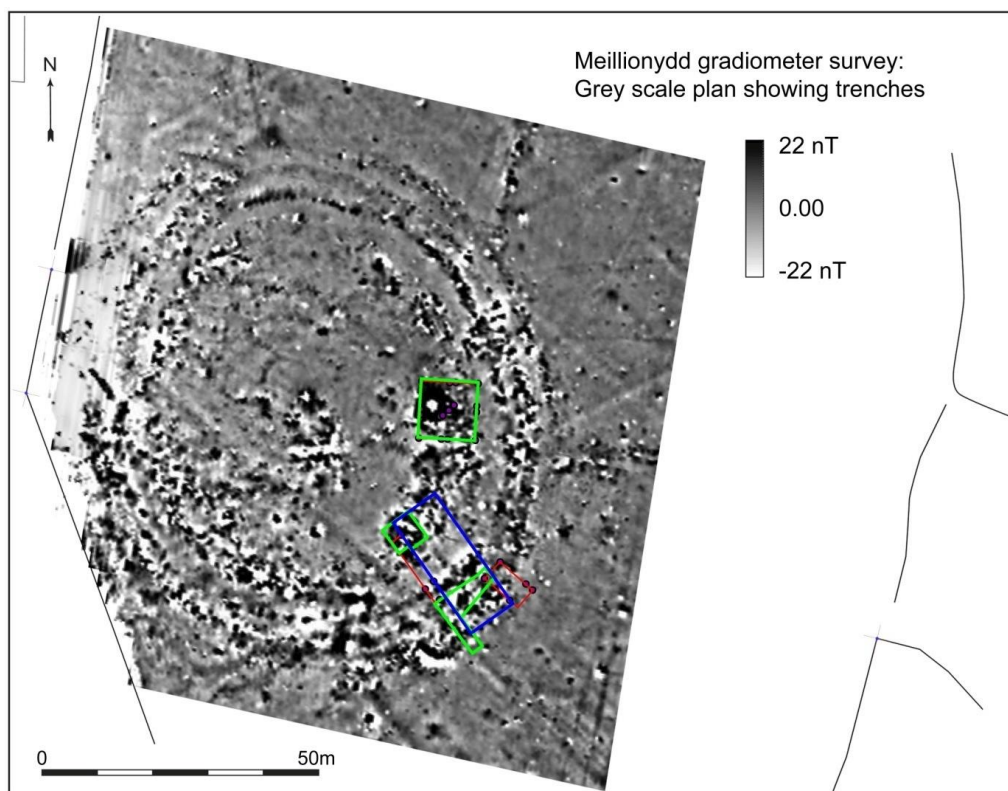 Meillionydd gradiometer survey:
Grey scale plan showing trenches
N
22 nT
0.00
-22 nT
0 50m